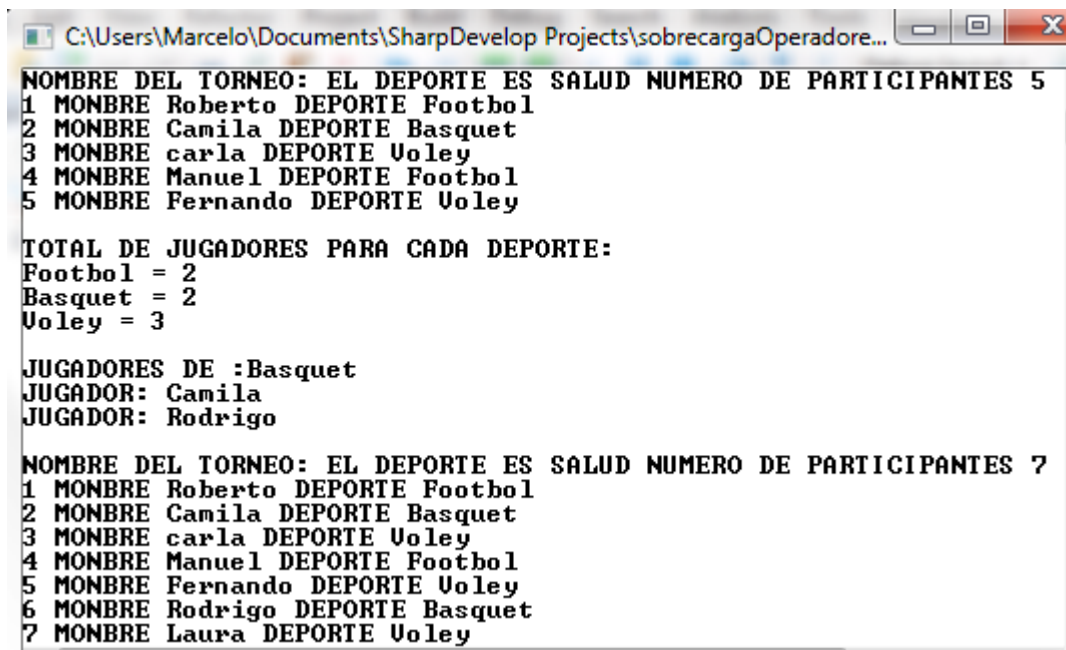 C:\Users\Marcelo\Documents\SharpDevelop Projects\sobrecargaOperadore...
NOMBRE DEL TORNEO: EL DEPORTE ES SALUD NUMERO DE PARTICIPANTES 5
1 MONBRE Roberto DEPORTE Footbol
2 MONBRE Camila DEPORTE Basquet
3 MONBRE carla DEPORTE Voley
4 MONBRE Manuel DEPORTE Footbol
5 MONBRE Fernando DEPORTE Voley
TOTAL DE JUGADORES PARA CADA DEPORTE:
Footbol = 2
Basquet = 2
Voley = 3
JUGADORES DE :Basquet
JUGADOR: Camila
JUGADOR: Rodrigo
NOMBRE DEL TORNEO: EL DEPORTE ES SALUD NUMERO DE PARTICIPANTES 7
1 MONBRE Roberto DEPORTE Footbol
2 MONBRE Camila DEPORTE Basquet
3 MONBRE carla DEPORTE Voley
4 MONBRE Manuel DEPORTE Footbol
5 MONBRE Fernando DEPORTE Voley
6 MONBRE Rodrigo DEPORTE Basquet
7 MONBRE Laura DEPORTE Voley